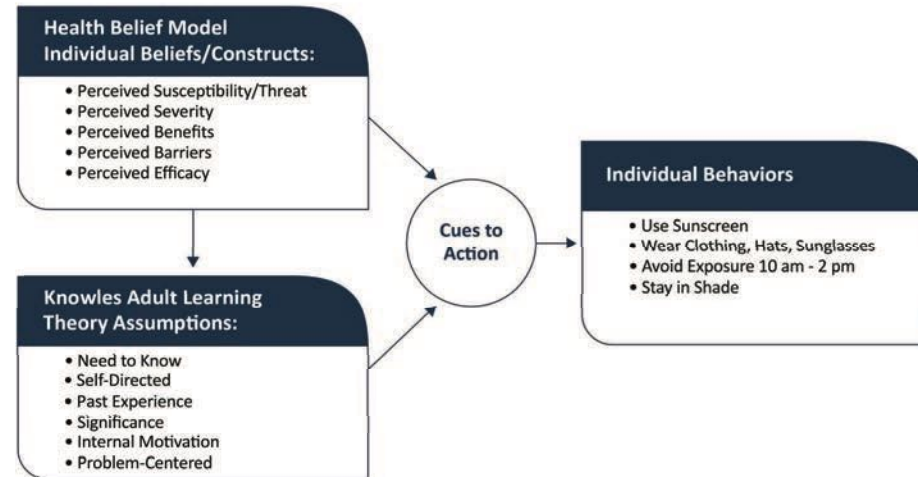 Health Belief Model
Individual Beliefs/Constructs:
• Perceived Susceptibility/Threat
• Perceived Severity
• Perceived Benefits
• Perceived Barriers
• Perceived Efficacy
Knowles Adult Learning
Theory Assumptions:
• Need to Know
• Self-Directed
• Past Experience
• Significance
• Internal Motivation
• Problem-Centered
Cues to
Action
Individual Behaviors
• Use Sunscreen
• Wear Clothing, Hats, Sunglasses
• Avoid Exposure 10 am - 2 pm
• Stay in Shade